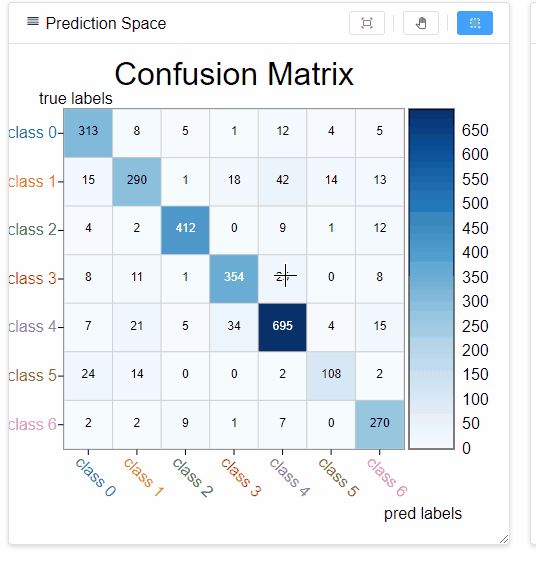 Prediction Space
Confusion Matrix
true labels
class 0 313 8 5 1 12 4 5
class 1 15 290 1 18 42 14 13
class 2 4 2 412 0 9 1 12
class 3 8 11 1 354 0 8
class 4 7 21 5 34 695 4 15
class 5 24 14 0 0 2 108 2
class 6 2 2 9 1 7 0 270
class 0 class 1 class 2 class 3 class 4 class 5 class 6
pred labels
650
600
550
500
450
400
350
300
250
200
150
100
50
0